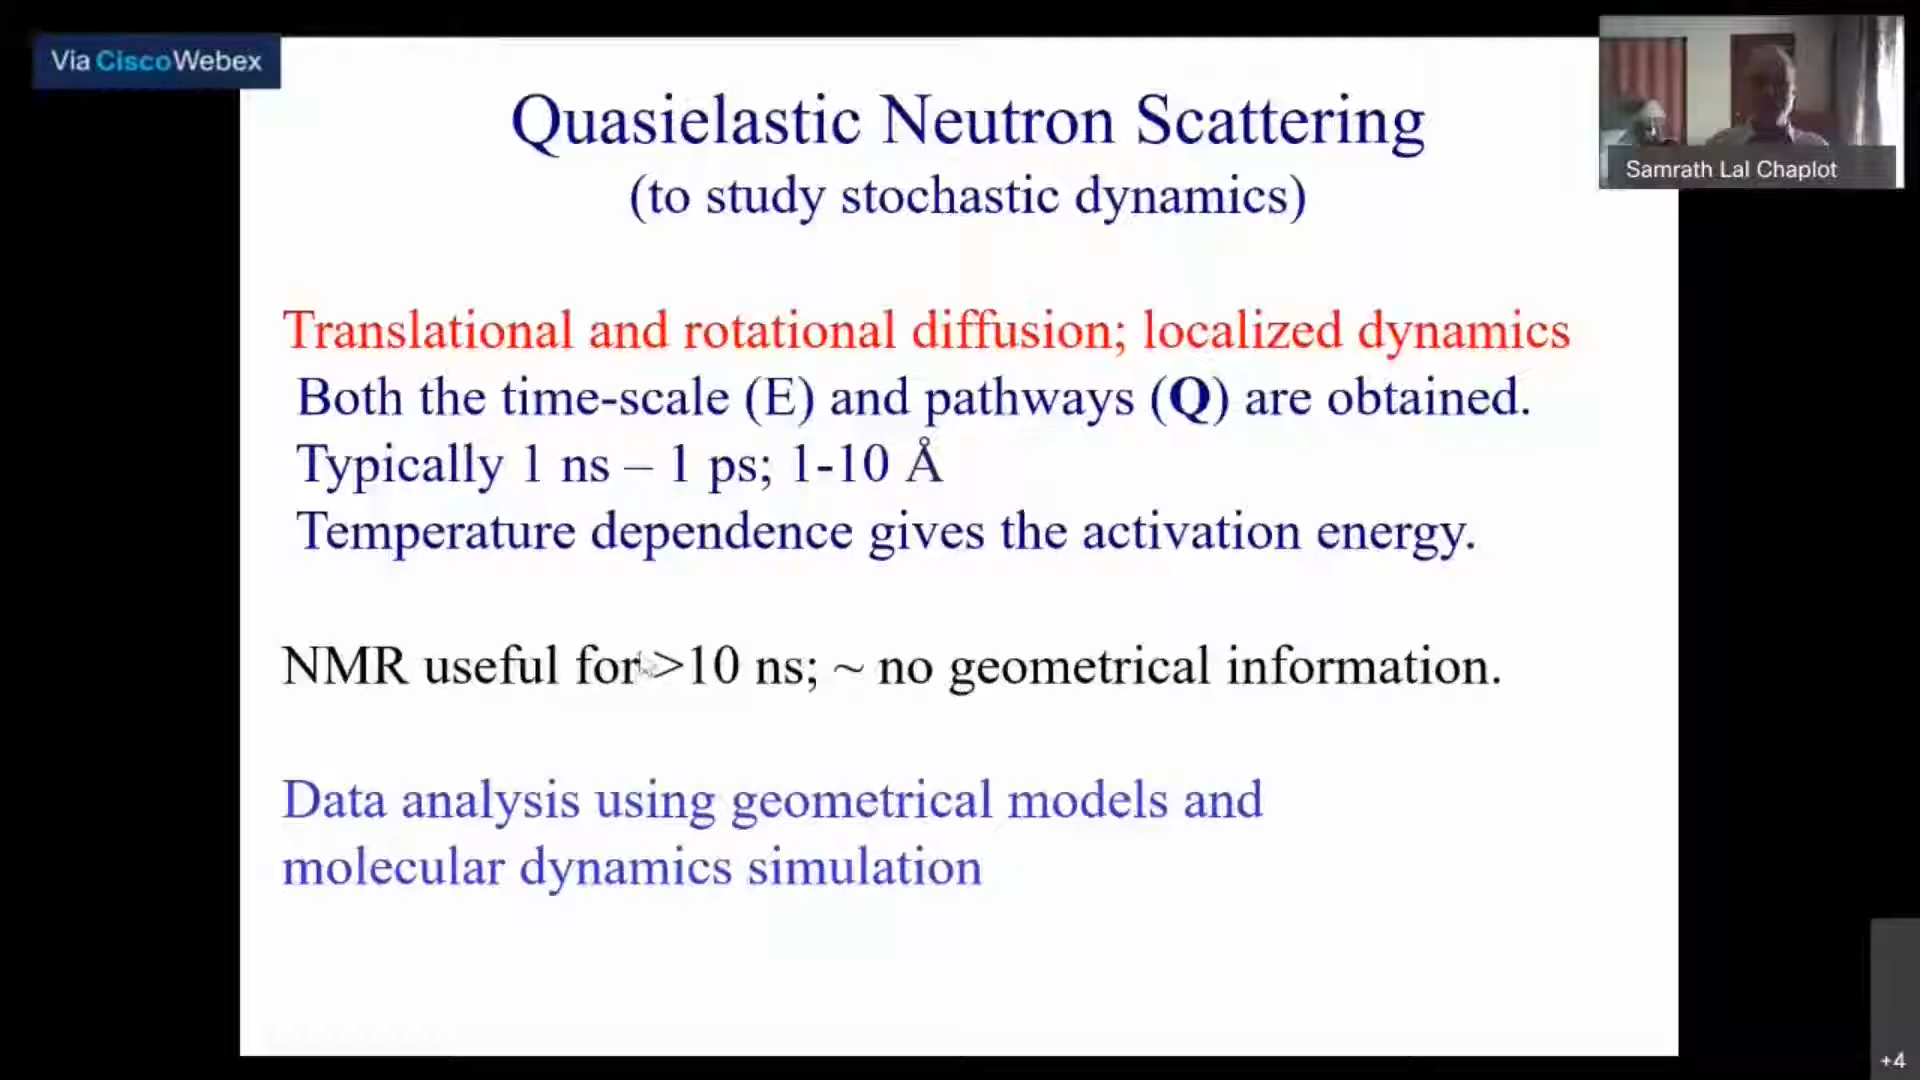 Via CiscoWebex
Samrath Lal Chaplot
Quasielastic Neutron Scattering
(to study stochastic dynamics)
Translational and rotational diffusion; localized dynamics
Both the time-scale (E) and pathways (Q) are obtained.
Typically 1 ns – 1 ps; 1-10 Å
Temperature dependence gives the activation energy.
NMR useful for >10 ns; ~ no geometrical information.
Data analysis using geometrical models and
molecular dynamics simulation
+4